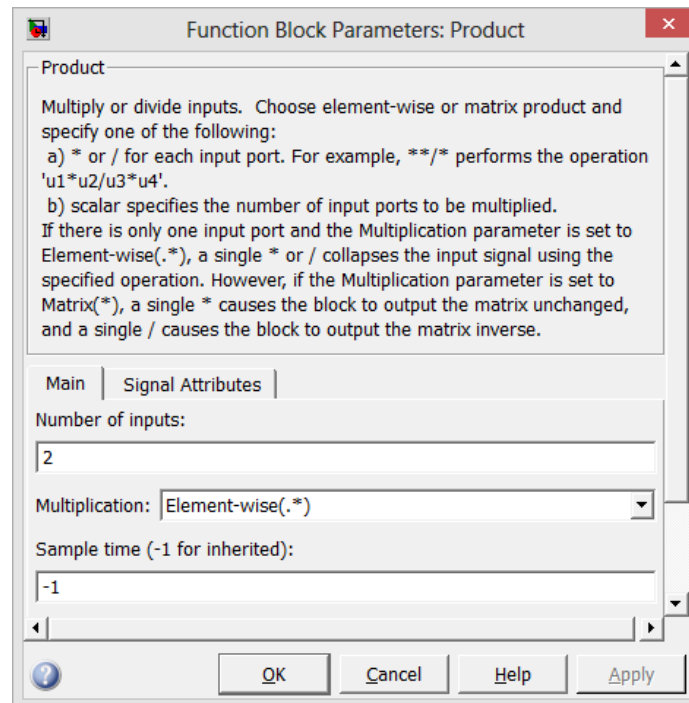 Function Block Parameters: Product
Product
Multiply or divide inputs.  Choose element-wise or matrix product and
specify one of the following:
a) * or / for each input port. For example, **/* performs the operation
'u1*u2/u3*u4'.
b) scalar specifies the number of input ports to be multiplied.
If there is only one input port and the Multiplication parameter is set to
Element-wise(.*), a single * or / collapses the input signal using the
specified operation. However, if the Multiplication parameter is set to
Matrix(*), a single * causes the block to output the matrix unchanged,
and a single / causes the block to output the matrix inverse.
Main Signal Attributes
Number of inputs:
2
Multiplication: Element-wise(.*)
Sample time (-1 for inherited):
-1
OK Cancel Help Apply